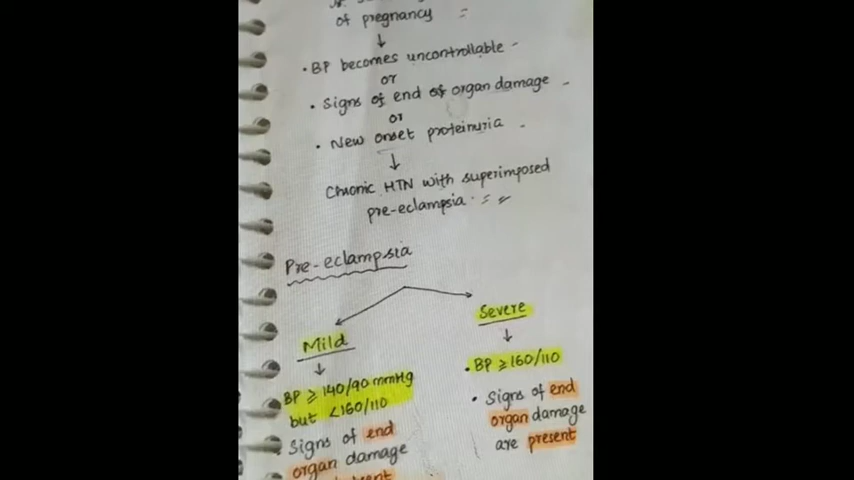 of pregnancy =
↓
• BP becomes uncontrollable -
or
• Signs of end of organ damage -
or
• New onset proteinuria -
↓
Chronic HTN with superimposed
pre-eclampsia.
Pre-eclampsia
Mild
↓
BP ≥ 140/90 mmHg
but <160/110
Signs of end
organ damage
Severe
↓
• BP ≥ 160/110
• Signs of end
organ damage
are present